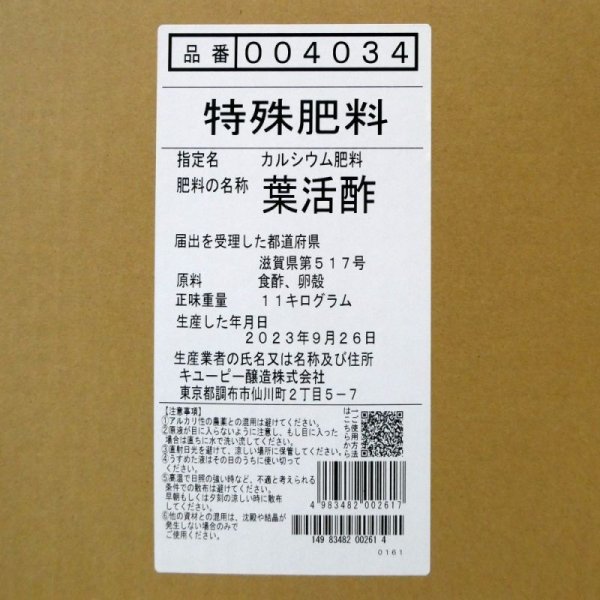 品番 004034
特殊肥料
指定名 カルシウム肥料
肥料の名称 葉活酢
届出を受理した都道府県
滋賀県第517号
原料 食酢、卵殻
正味重量 11キログラム
生産した年月日
2023年9月26日
生産業者の氏名又は名称及び住所
キユーピー醸造株式会社
東京都調布市仙川町2丁目5-7
【注意事項】
①アルカリ性の農薬との混用は避けてください。
②原液が目に入らないように注意し、もし目に入った
場合は直ちに水で洗い流してください。
③直射日光を避けて、涼しい場所に保管してください。
④うすめた液はその日のうちに使い切って
ください。
⑤高温で日照の強い時など、不適と考えられる
条件での散布は避けてください。
早朝もしくは夕刻の涼しい時に散布
してください。
⑥他の資材との混用は、沈殿や結晶が
発生しない場合のみで
ご使用ください。
ご使用方法
はこちら
4983482002617
149 83482 00261 4
0161